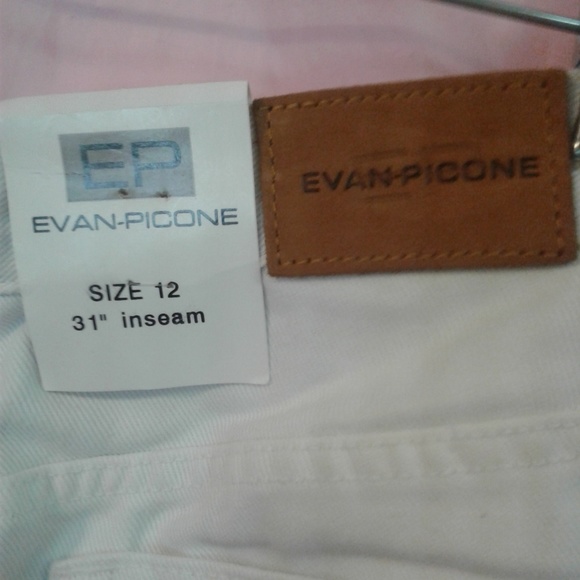 EP
EVAN-PICONE
SIZE 12
31" inseam
EVAN-PICONE